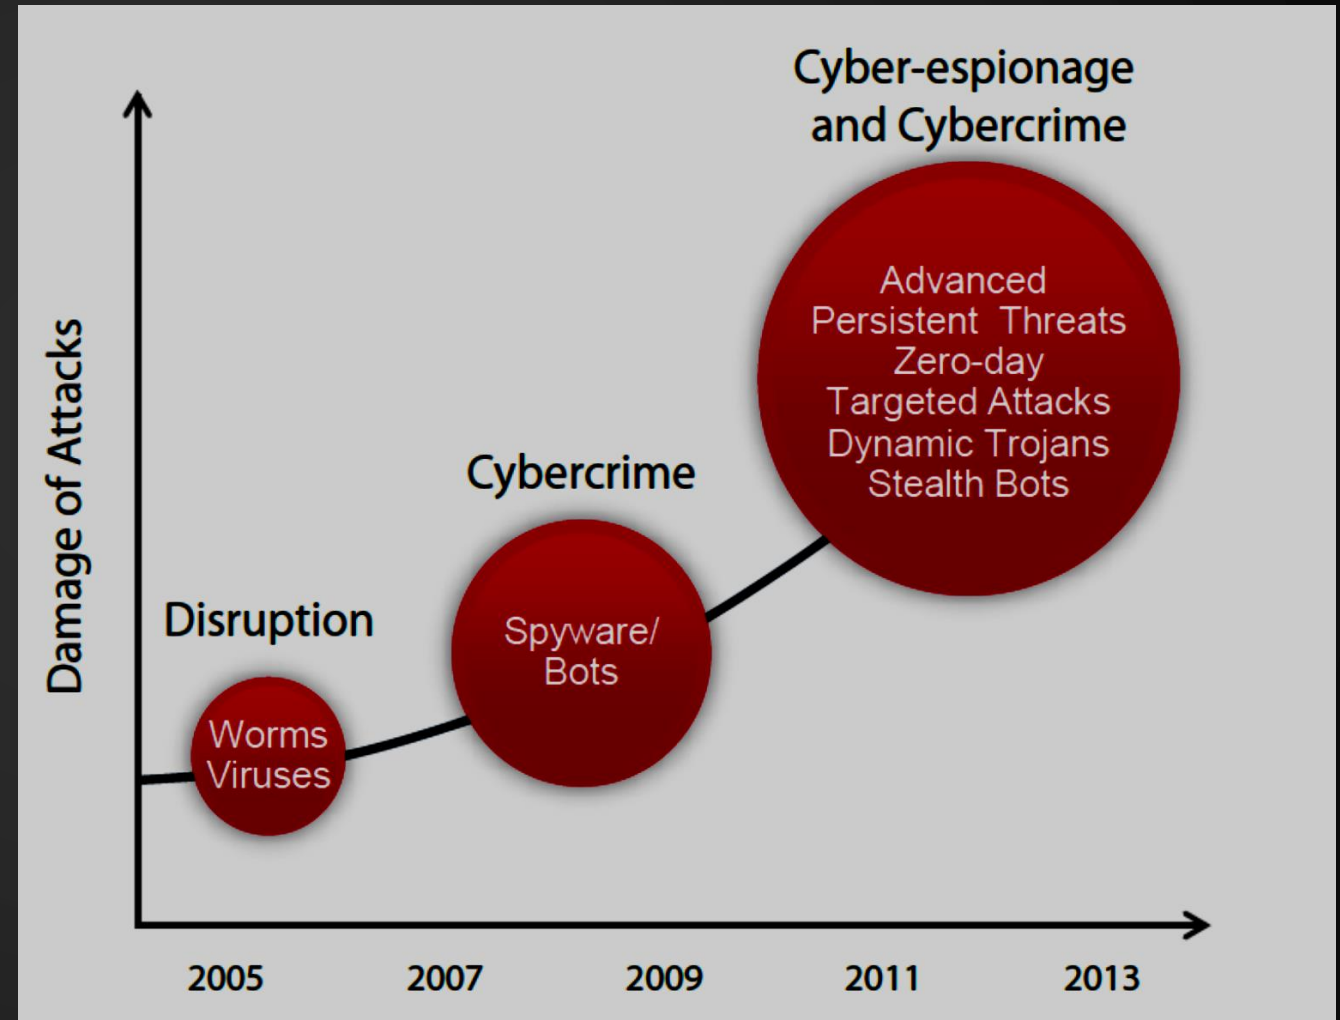 Cyber-espionage
and Cybercrime
Advanced
Persistent Threats
Zero-day
Targeted Attacks
Dynamic Trojans
Stealth Bots
Cybercrime
Spyware/
Bots
Disruption
Worms
Viruses
Damage of Attacks
2005 2007 2009 2011 2013